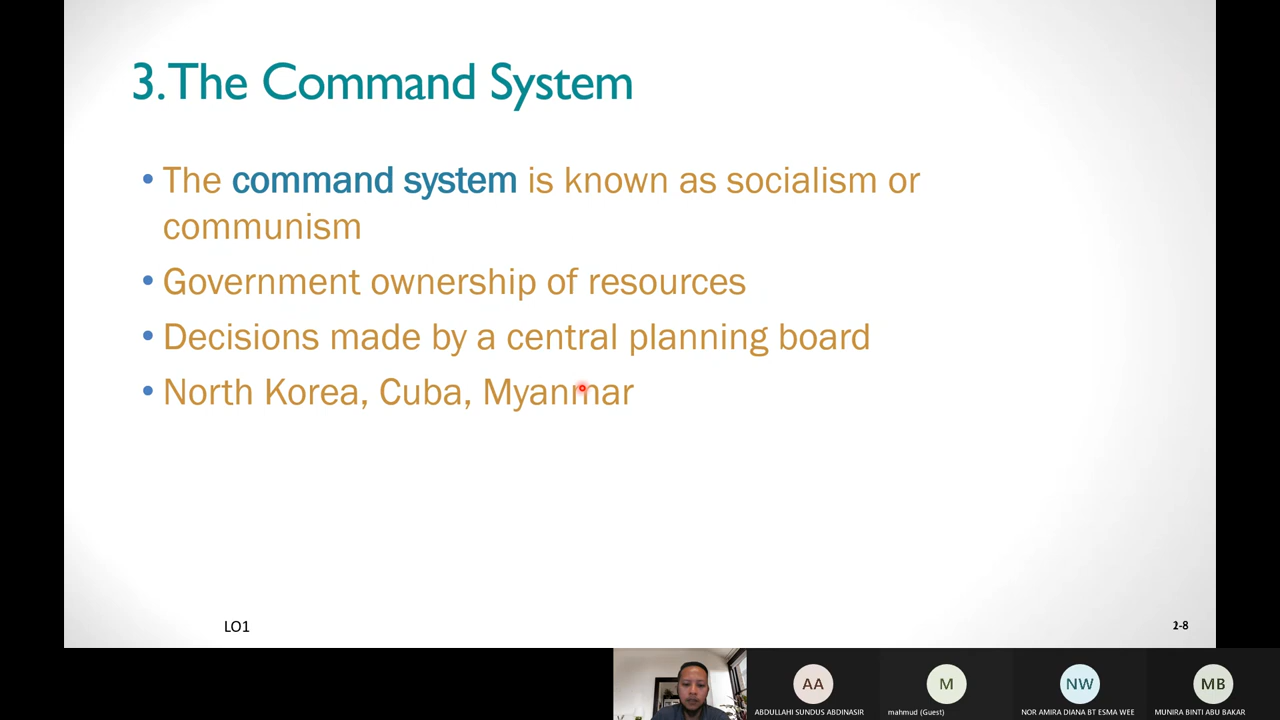 3. The Command System
• The command system is known as socialism or
communism
• Government ownership of resources
• Decisions made by a central planning board
• North Korea, Cuba, Myanmar
LO1
2-8
AA
M
NW
MB
ABDULLAHI SUNDUS ABDINASIR
mahmud (Guest)
NOR AMIRA DIANA BT ESMA WEE
MUNIRA BINTI ABU BAKAR